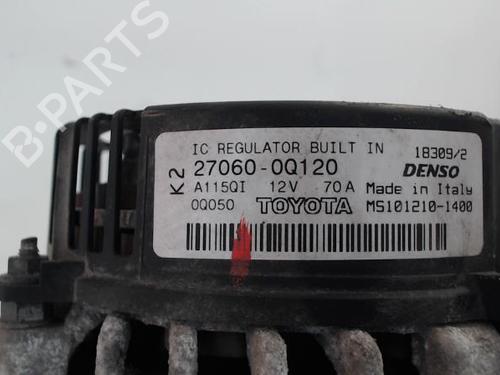 B-PARTS
IC REGULATOR BUILT IN 18309/2
K2 27060-0Q120 DENSO
A115QI 12V 70A Made in Italy
0Q050 TOYOTA MS101210-1400